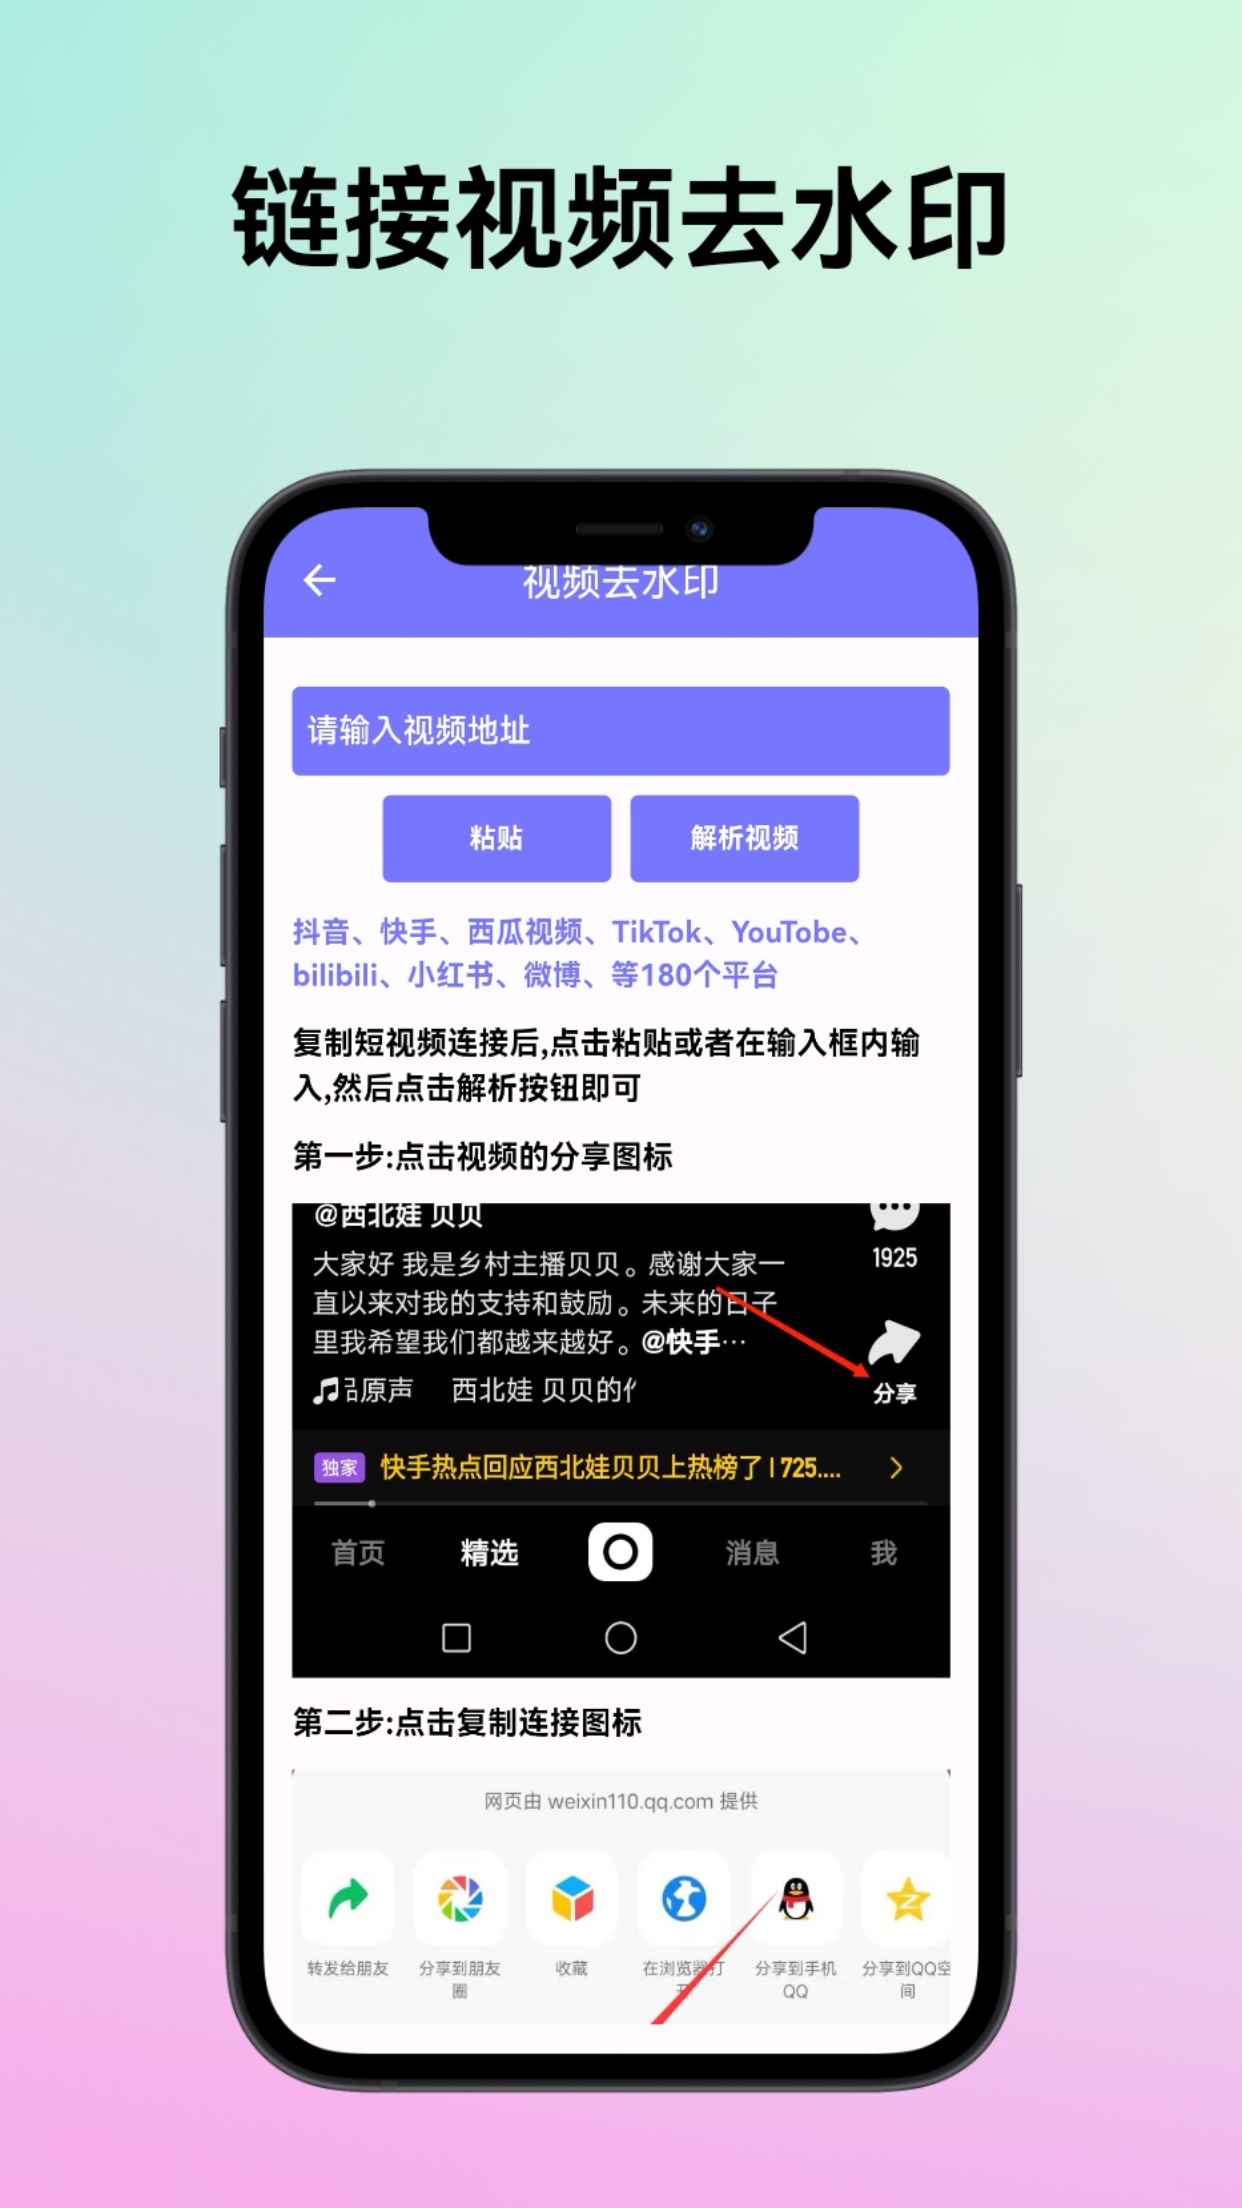 链接视频去水印
视频去水印
请输入视频地址
粘贴
解析视频
抖音、快手、西瓜视频、TikTok、YouTobe、
bilibili、小红书、微博、等180个平台
复制短视频连接后,点击粘贴或者在输入框内输
入,然后点击解析按钮即可
第一步:点击视频的分享图标
@西北娃 贝贝
1925
大家好 我是乡村主播贝贝。感谢大家一
直以来对我的支持和鼓励。未来的日子
里我希望我们都越来越好。@快手…
分享
原声 西北娃 贝贝的
独家 快手热点回应西北娃贝贝上热榜了 | 725....
首页 精选 消息 我
第二步:点击复制连接图标
网页由 weixin110.qq.com 提供
转发给朋友
分享到朋友
圈
收藏
在浏览器打
开
分享到手机
QQ
分享到QQ空
间